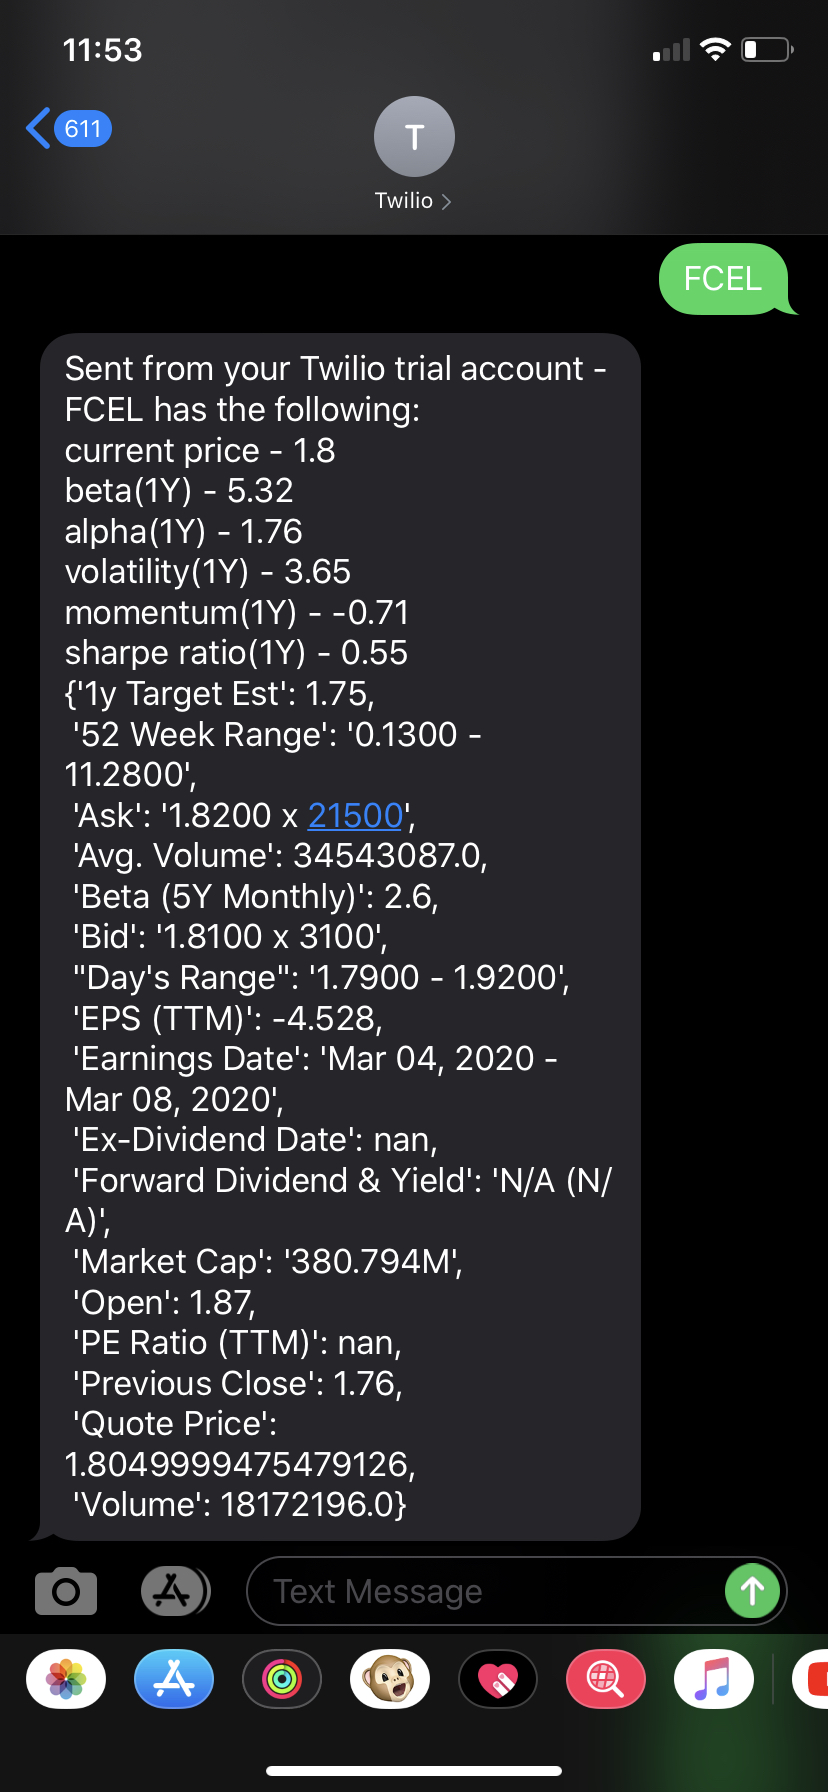 11:53
611
T
Twilio
FCEL
Sent from your Twilio trial account -
FCEL has the following:
current price - 1.8
beta(1Y) - 5.32
alpha(1Y) - 1.76
volatility(1Y) - 3.65
momentum(1Y) - -0.71
sharpe ratio(1Y) - 0.55
{'1y Target Est': 1.75,
'52 Week Range': '0.1300 -
11.2800',
'Ask': '1.8200 x 21500',
'Avg. Volume': 34543087.0,
'Beta (5Y Monthly)': 2.6,
'Bid': '1.8100 x 3100',
"Day's Range": '1.7900 - 1.9200',
'EPS (TTM)': -4.528,
'Earnings Date': 'Mar 04, 2020 -
Mar 08, 2020',
'Ex-Dividend Date': nan,
'Forward Dividend & Yield': 'N/A (N/
A)',
'Market Cap': '380.794M',
'Open': 1.87,
'PE Ratio (TTM)': nan,
'Previous Close': 1.76,
'Quote Price':
1.8049999475479126,
'Volume': 18172196.0}
Text Message